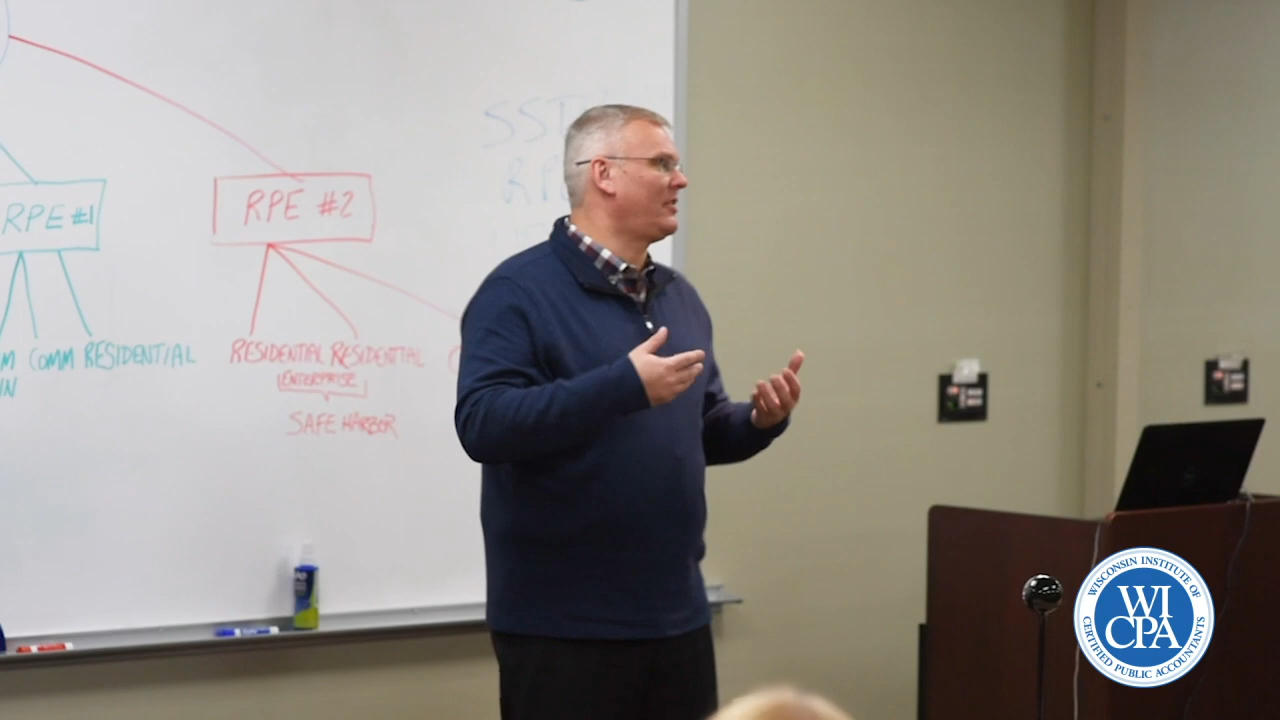 RPE #1
M COMM RESIDENTIAL
IN
RPE #2
RESIDENTIAL RESIDENTIAL
ENTERPRISE
SAFE HARBOR
WISCONSIN INSTITUTE OF
WI
CPA
CERTIFIED PUBLIC ACCOUNTANTS